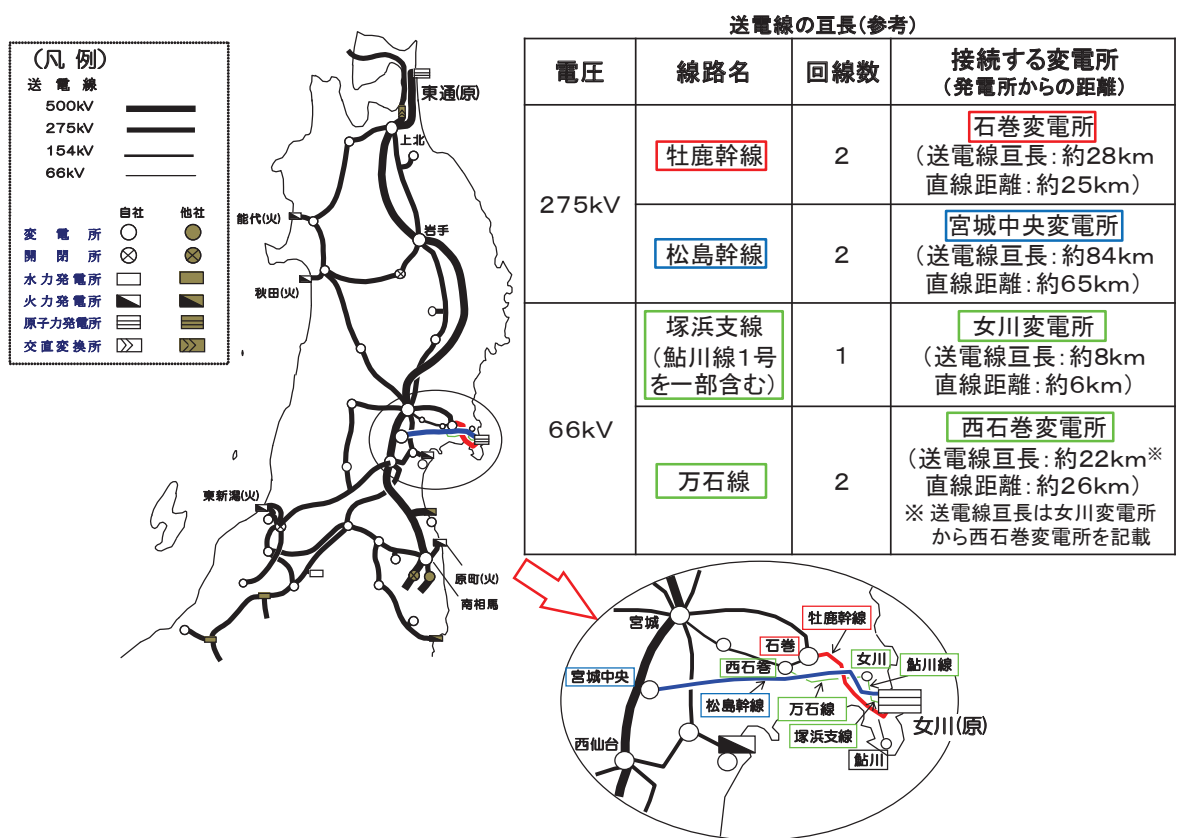 (凡 例)
送 電 線
500kV
275kV
154kV
66kV
自社 他社
変 電 所
開 閉 所
水力発電所
火力発電所
原子力発電所
交直変換所
東通(原)
上北
能代(火)
岩手
秋田(火)
東新潟(火)
原町(火)
南相馬
送電線の亘長(参考)
電圧 線路名 回線数 接続する変電所
(発電所からの距離)
275kV
牡鹿幹線 2 石巻変電所
(送電線亘長:約28km
直線距離:約25km)
松島幹線 2 宮城中央変電所
(送電線亘長:約84km
直線距離:約65km)
66kV
塚浜支線
(鮎川線1号
を一部含む)
1
女川変電所
(送電線亘長:約8km
直線距離:約6km)
万石線 2 西石巻変電所
(送電線亘長:約22km※
直線距離:約26km)
※ 送電線亘長は女川変電所
から西石巻変電所を記載
宮城
牡鹿幹線
石巻
西石巻
女川
鮎川線
宮城中央
松島幹線
万石線
塚浜支線
女川(原)
西仙台
鮎川